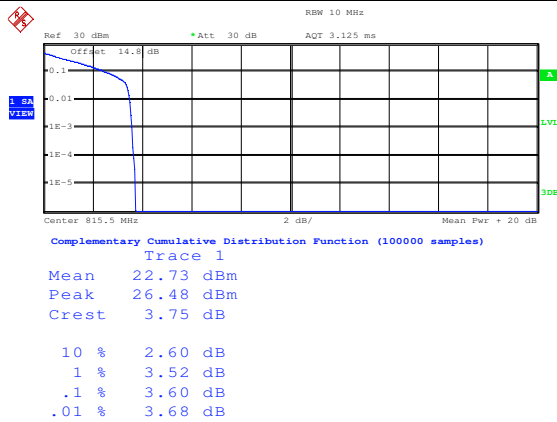 R S
RBW 10 MHz
Ref 30 dBm * Att 30 dB AQT 3.125 ms
Offset 14.8 dB
0.1
A
0.01
1 SA
VIEW
1E-3
LVL
1E-4
1E-5
3DB
Center 815.5 MHz 2 dB/ Mean Pwr + 20 dB
Complementary Cumulative Distribution Function (100000 samples)
Trace 1
Mean 22.73 dBm
Peak 26.48 dBm
Crest 3.75 dB
10 % 2.60 dB
1 % 3.52 dB
.1 % 3.60 dB
.01 % 3.68 dB